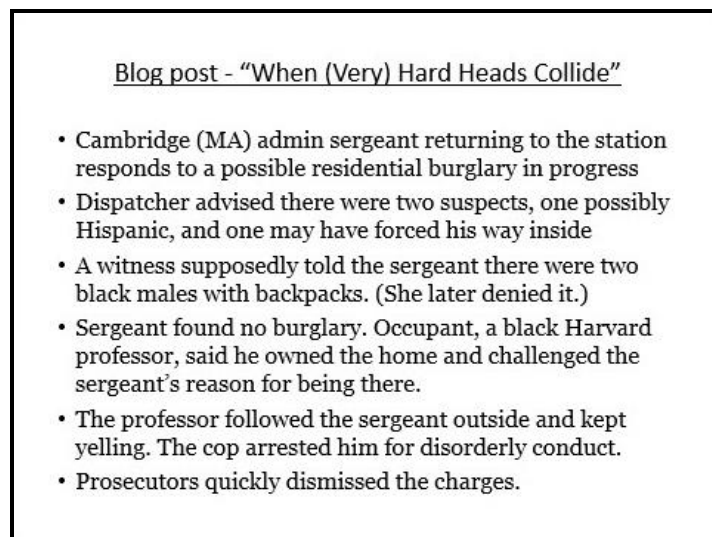 Blog post - “When (Very) Hard Heads Collide”
• Cambridge (MA) admin sergeant returning to the station
responds to a possible residential burglary in progress
• Dispatcher advised there were two suspects, one possibly
Hispanic, and one may have forced his way inside
• A witness supposedly told the sergeant there were two
black males with backpacks. (She later denied it.)
• Sergeant found no burglary. Occupant, a black Harvard
professor, said he owned the home and challenged the
sergeant’s reason for being there.
• The professor followed the sergeant outside and kept
yelling. The cop arrested him for disorderly conduct.
• Prosecutors quickly dismissed the charges.